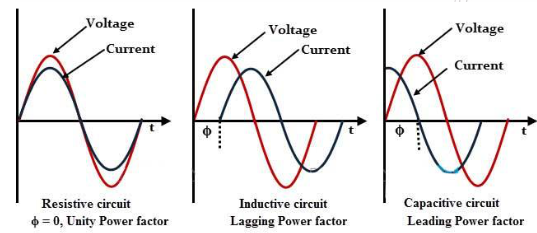 Voltage
Current
t
Resistive circuit
ϕ = 0, Unity Power factor
Voltage
Current
ϕ
t
Inductive circuit
Lagging Power factor
Voltage
Current
ϕ
t
Capacitive circuit
Leading Power factor